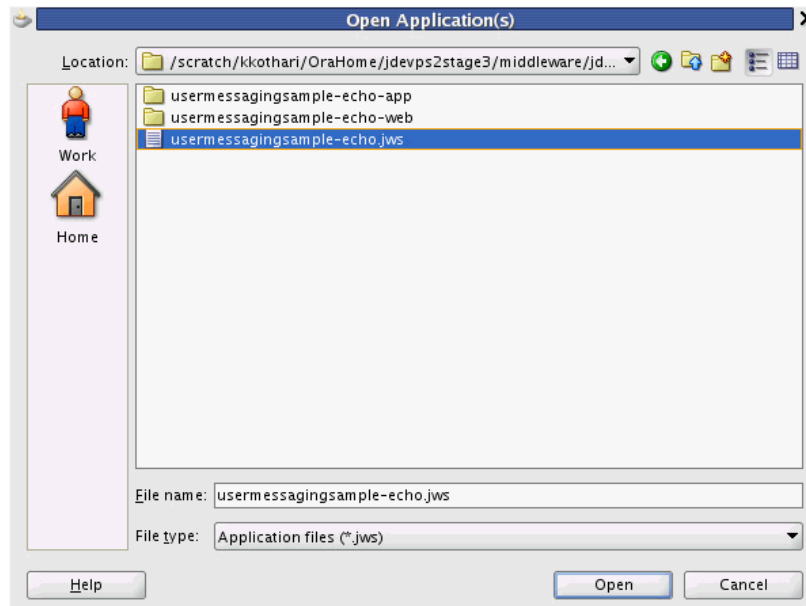 Open Application(s)
Location: /scratch/kkothari/OraHome/jdevps2stage3/middleware/jd...
Work
Home
usermessagingsample-echo-app
usermessagingsample-echo-web
usermessagingsample-echo.jws
File name: usermessagingsample-echo.jws
File type: Application files (*.jws)
Help Open Cancel